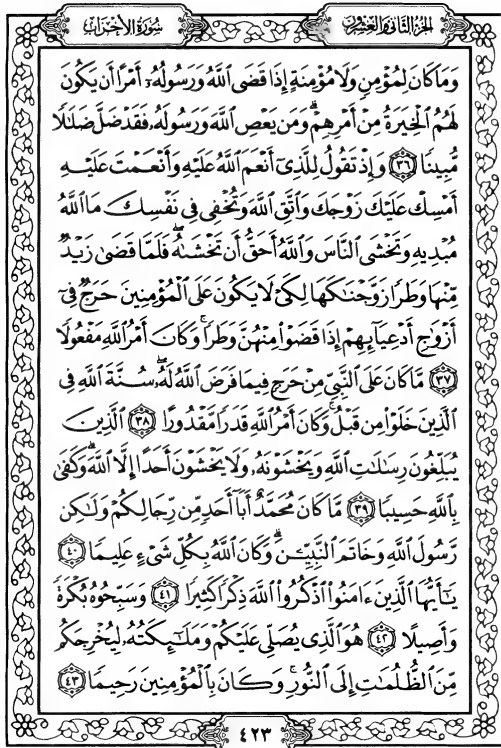 الجزء الثاني والعشرون
سورة الأحزاب
وَمَا كَانَ لِمُؤْمِنٍ وَلَا مُؤْمِنَةٍ إِذَا قَضَى ٱللَّهُ وَرَسُولُهُۥٓ أَمْرًا أَن يَكُونَ
لَهُمُ ٱلْخِيَرَةُ مِنْ أَمْرِهِمْ ۗ وَمَن يَعْصِ ٱللَّهَ وَرَسُولَهُۥ فَقَدْ ضَلَّ ضَلَـٰلًا
مُّبِينًا ٣٦ وَإِذْ تَقُولُ لِلَّذِىٓ أَنْعَمَ ٱللَّهُ عَلَيْهِ وَأَنْعَمْتَ عَلَيْهِ
أَمْسِكْ عَلَيْكَ زَوْجَكَ وَٱتَّقِ ٱللَّهَ وَتُخْفِى فِى نَفْسِكَ مَا ٱللَّهُ
مُبْدِيهِ وَتَخْشَى ٱلنَّاسَ وَٱللَّهُ أَحَقُّ أَن تَخْشَىٰهُ ۖ فَلَمَّا قَضَىٰ زَيْدٌ
مِّنْهَا وَطَرًا زَوَّجْنَـٰكَهَا لِكَىْ لَا يَكُونَ عَلَى ٱلْمُؤْمِنِينَ حَرَجٌ فِىٓ
أَزْوَٰجِ أَدْعِيَآئِهِمْ إِذَا قَضَوْا۟ مِنْهُنَّ وَطَرًا ۚ وَكَانَ أَمْرُ ٱللَّهِ مَفْعُولًا
٣٧ مَّا كَانَ عَلَى ٱلنَّبِىِّ مِنْ حَرَجٍ فِيمَا فَرَضَ ٱللَّهُ لَهُۥ ۖ سُنَّةَ ٱللَّهِ فِى
ٱلَّذِينَ خَلَوْا۟ مِن قَبْلُ ۚ وَكَانَ أَمْرُ ٱللَّهِ قَدَرًا مَّقْدُورًا ٣٨ ٱلَّذِينَ
يُبَلِّغُونَ رِسَـٰلَـٰتِ ٱللَّهِ وَيَخْشَوْنَهُۥ وَلَا يَخْشَوْنَ أَحَدًا إِلَّا ٱللَّهَ ۗ وَكَفَىٰ
بِٱللَّهِ حَسِيبًا ٣٩ مَّا كَانَ مُحَمَّدٌ أَبَآ أَحَدٍ مِّن رِّجَالِكُمْ وَلَـٰكِن
رَّسُولَ ٱللَّهِ وَخَاتَمَ ٱلنَّبِيِّـۧنَ ۗ وَكَانَ ٱللَّهُ بِكُلِّ شَىْءٍ عَلِيمًا ٤٠
يَـٰٓأَيُّهَا ٱلَّذِينَ ءَامَنُوا۟ ٱذْكُرُوا۟ ٱللَّهَ ذِكْرًا كَثِيرًا ٤١ وَسَبِّحُوهُ بُكْرَةً
وَأَصِيلًا ٤٢ هُوَ ٱلَّذِى يُصَلِّى عَلَيْكُمْ وَمَلَـٰٓئِكَتُهُۥ لِيُخْرِجَكُم
مِّنَ ٱلظُّلُمَـٰتِ إِلَى ٱلنُّورِ ۚ وَكَانَ بِٱلْمُؤْمِنِينَ رَحِيمًا ٤٣
٤٢٣